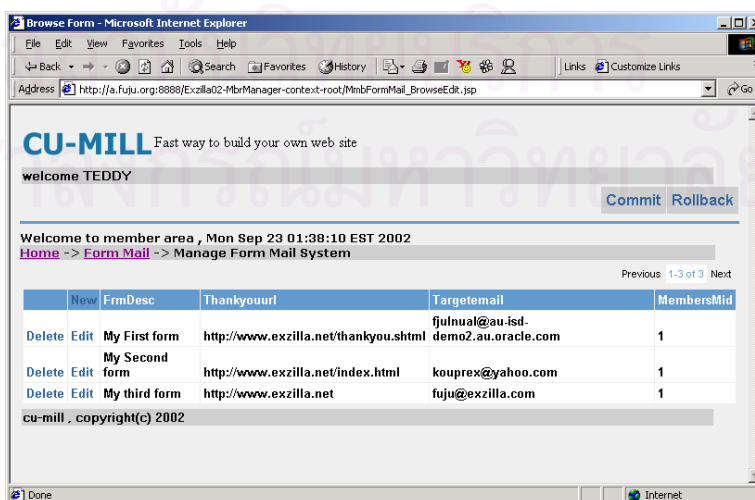 Browse Form - Microsoft Internet Explorer
File Edit View Favorites Tools Help
Back Search Favorites History Links Customize Links
Address http://a.fuju.org:8888/Exzilla02-MbrManager-context-root/MmbFormMail_BrowseEdit.jsp Go
CU-MILL Fast way to build your own web site
welcome TEDDY
Commit Rollback
Welcome to member area , Mon Sep 23 01:38:10 EST 2002
Home -> Form Mail -> Manage Form Mail System
Previous 1-3 of 3 Next
New FrmDesc Thankyouurl Targetemail MembersMid
Delete Edit My First form http://www.exzilla.net/thankyou.shtml fjulnual@au-isd-
demo2.au.oracle.com 1
Delete Edit My Second
form http://www.exzilla.net/index.html kouprex@yahoo.com 1
Delete Edit My third form http://www.exzilla.net fuju@exzilla.com 1
cu-mill , copyright(c) 2002
Done Internet